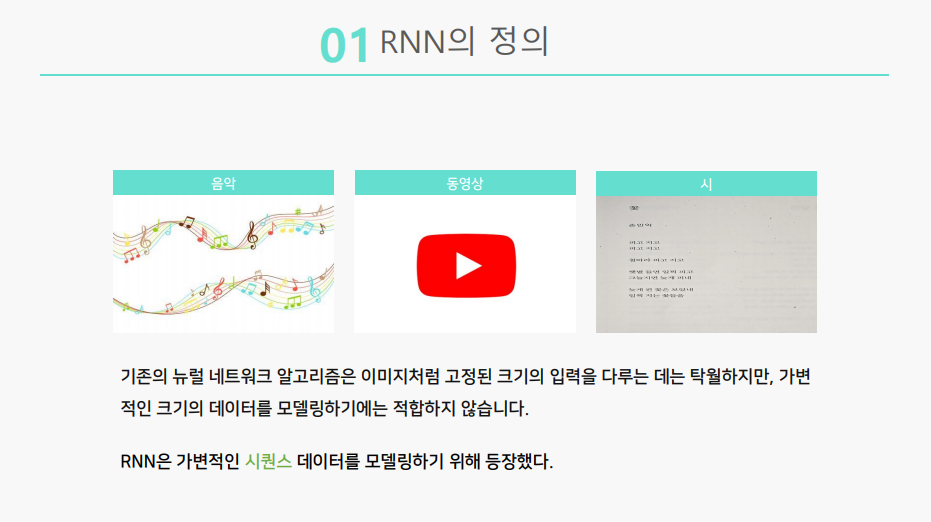 01 RNN의 정의
음악
동영상
시
피고 지고
기존의 뉴럴 네트워크 알고리즘은 이미지처럼 고정된 크기의 입력을 다루는 데는 탁월하지만, 가변
적인 크기의 데이터를 모델링하기에는 적합하지 않습니다.
RNN은 가변적인 시퀀스 데이터를 모델링하기 위해 등장했다.